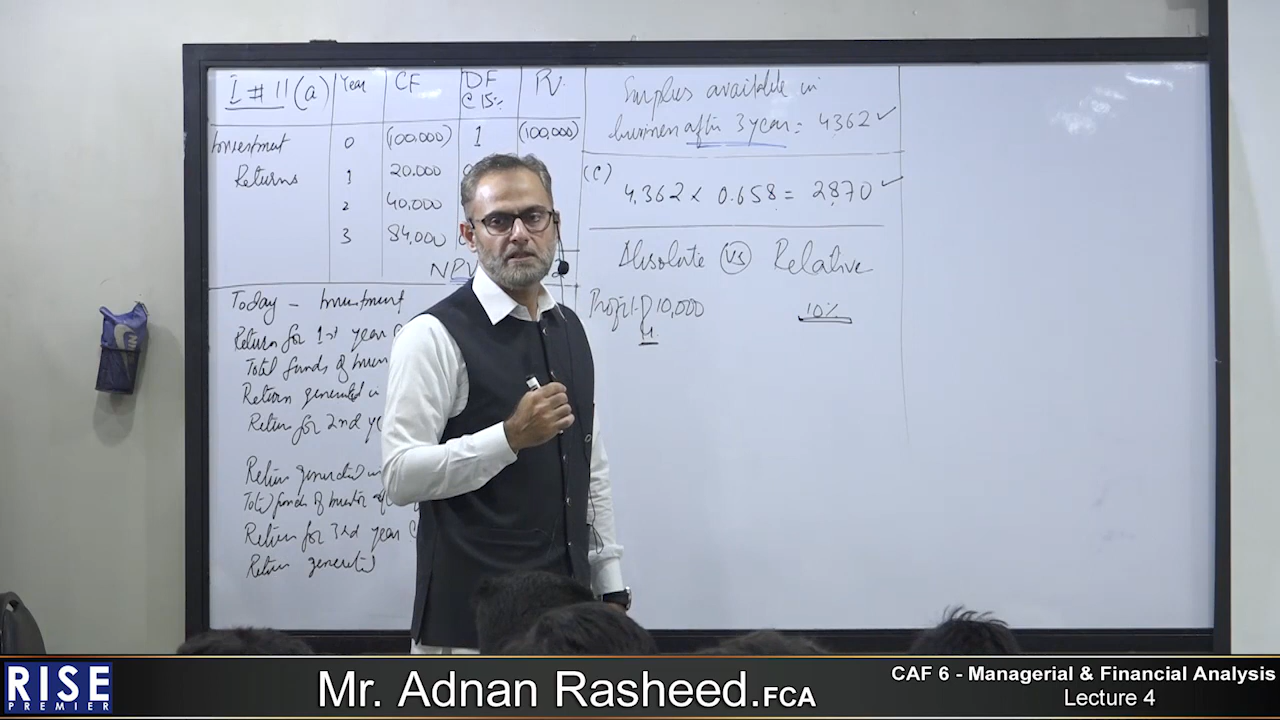 I # 11 (a) Year CF DF PV.
@ 15%
Investment 0 (100,000) 1 (100,000)
Returns 1 20.000
2 40,000
3 84,000
NPV
Today - Investment
Return for 1st year
Total funds of
Return generated in
Return for 2nd
Return generated in
Total funds of Investor
Return for 3rd year
Return generated
Surplus available in
business after 3 year = 4362 ✓
(C)
4,362 x 0.658 = 2,870 ✓
Absolute VS Relative
Profit 10,000 10%
RISE
PREMIER
Mr. Adnan Rasheed.FCA
CAF 6 - Managerial & Financial Analysis
Lecture 4